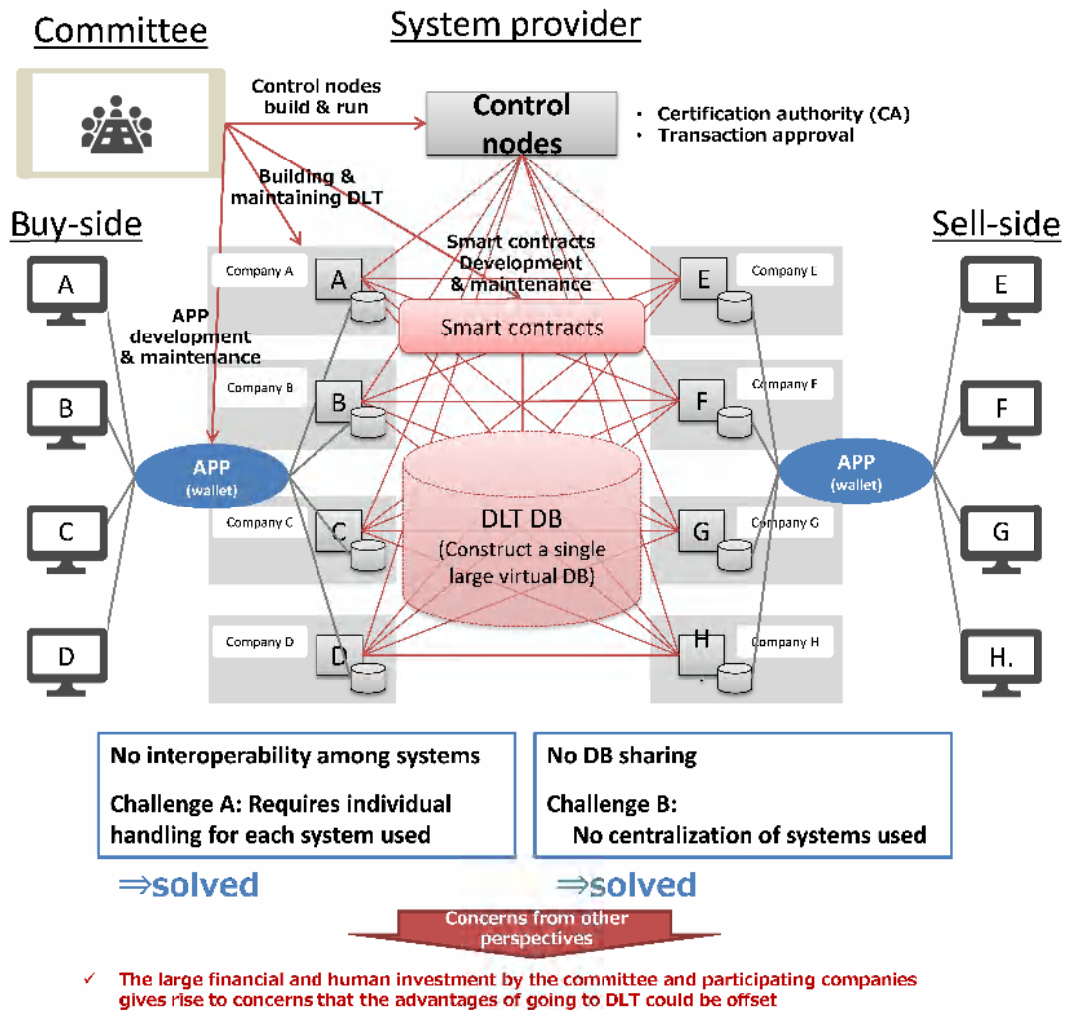 Committee
System provider
Control nodes
build & run
Control
nodes
• Certification authority (CA)
• Transaction approval
Building &
maintaining DLT
Buy-side
Sell-side
Smart contracts
Development
& maintenance
Company A
A
E
Company E
A
E
APP
development
& maintenance
Smart contracts
Company B
B
F
Company F
B
F
APP
(wallet)
APP
(wallet)
Company C
C
G
Company G
C
G
DLT DB
(Construct a single
large virtual DB)
Company D
D
H
.
Company H
D
H.
No interoperability among systems
Challenge A: Requires individual
handling for each system used
No DB sharing
Challenge B:
No centralization of systems used
⇒solved
⇒solved
Concerns from other
perspectives
✓ The large financial and human investment by the committee and participating companies
gives rise to concerns that the advantages of going to DLT could be offset